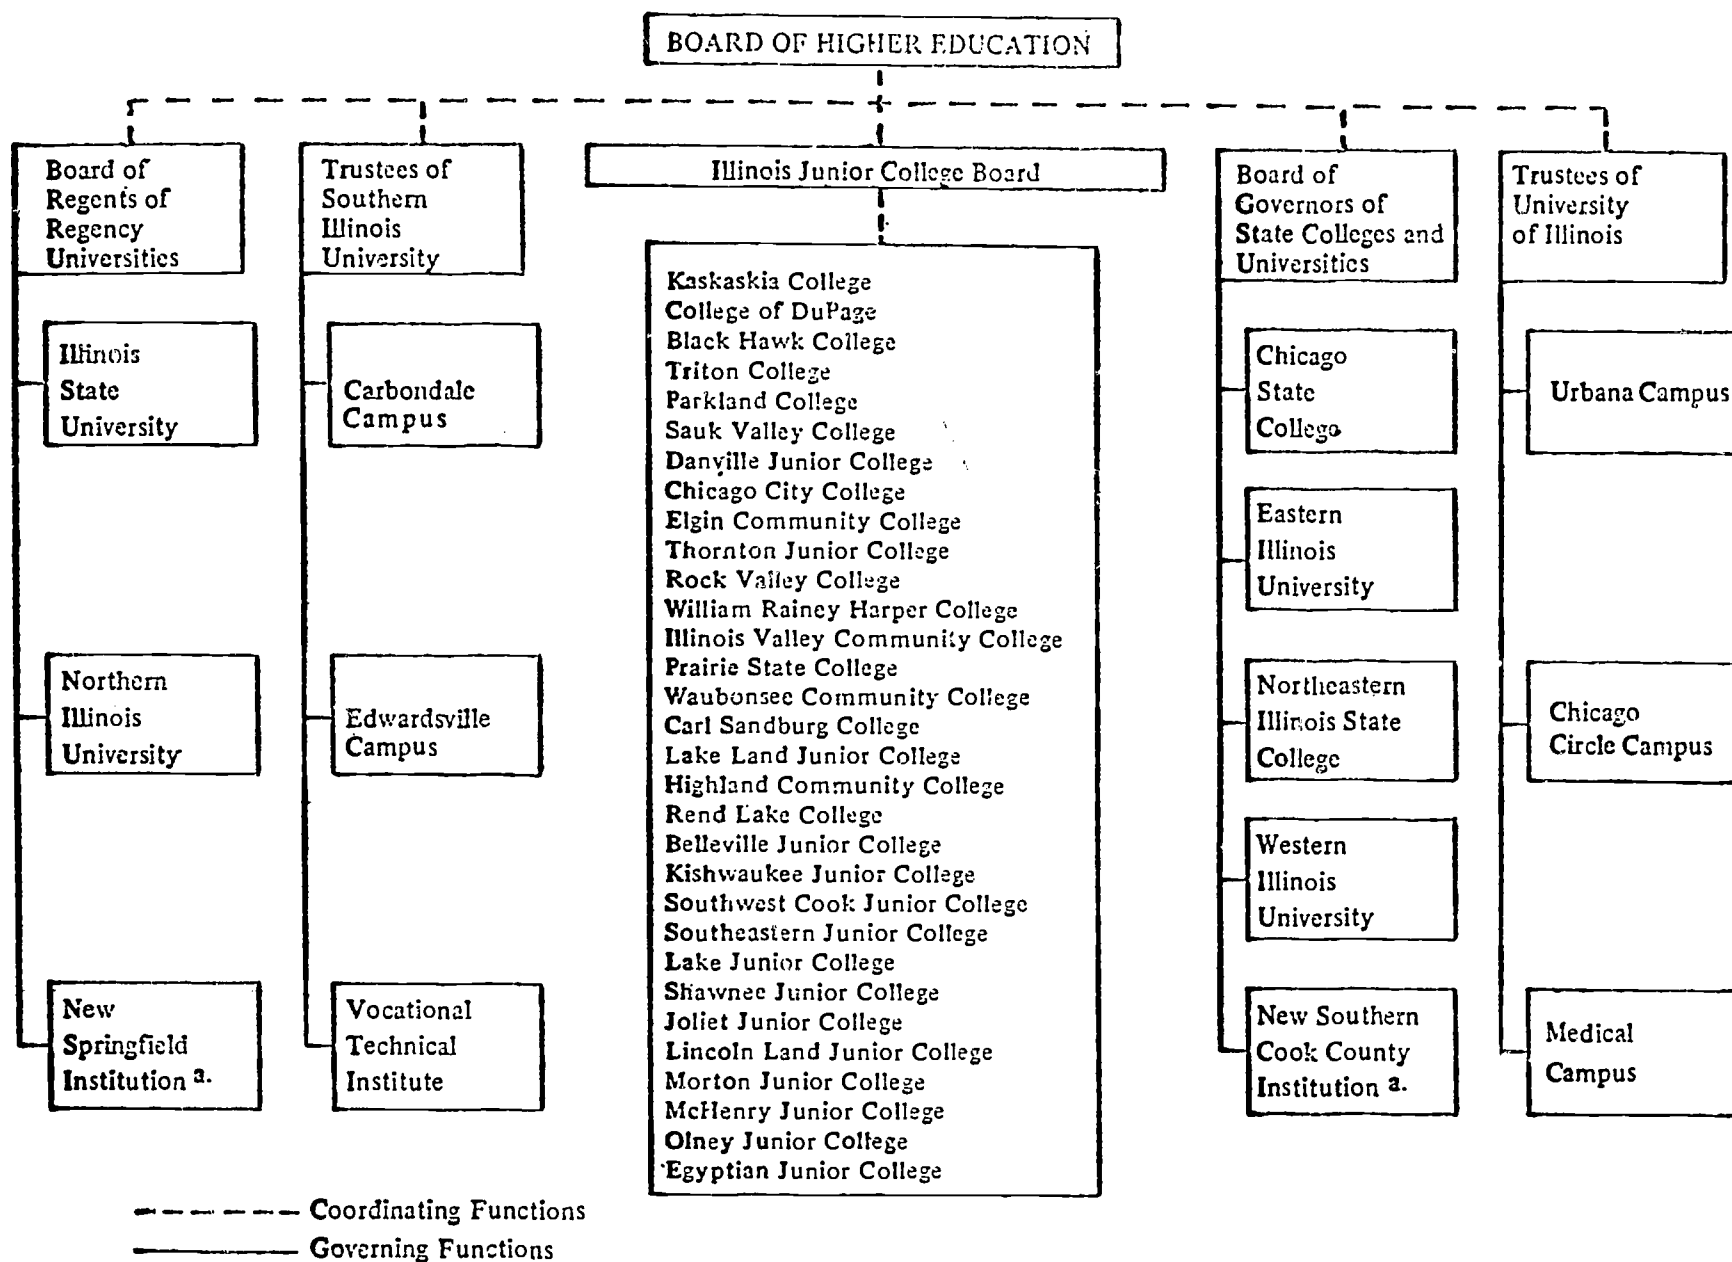 BOARD OF HIGHER EDUCATION
Board of
Regents of
Regency
Universities
Illinois
State
University
Northern
Illinois
University
New
Springfield
Institution a.
Trustees of
Southern
Illinois
University
Carbondale
Campus
Edwardsville
Campus
Vocational
Technical
Institute
Illinois Junior College Board
Kaskaskia College
College of DuPage
Black Hawk College
Triton College
Parkland College
Sauk Valley College
Danville Junior College
Chicago City College
Elgin Community College
Thornton Junior College
Rock Valley College
William Rainey Harper College
Illinois Valley Community College
Prairie State College
Waubonsee Community College
Carl Sandburg College
Lake Land Junior College
Highland Community College
Rend Lake College
Belleville Junior College
Kishwaukee Junior College
Southwest Cook Junior College
Southeastern Junior College
Lake Junior College
Shawnee Junior College
Joliet Junior College
Lincoln Land Junior College
Morton Junior College
McHenry Junior College
Olney Junior College
Egyptian Junior College
Board of
Governors of
State Colleges and
Universities
Chicago
State
College
Eastern
Illinois
University
Northeastern
Illinois State
College
Western
Illinois
University
New Southern
Cook County
Institution a.
Trustees of
University
of Illinois
Urbana Campus
Chicago
Circle Campus
Medical
Campus
Coordinating Functions
Governing Functions